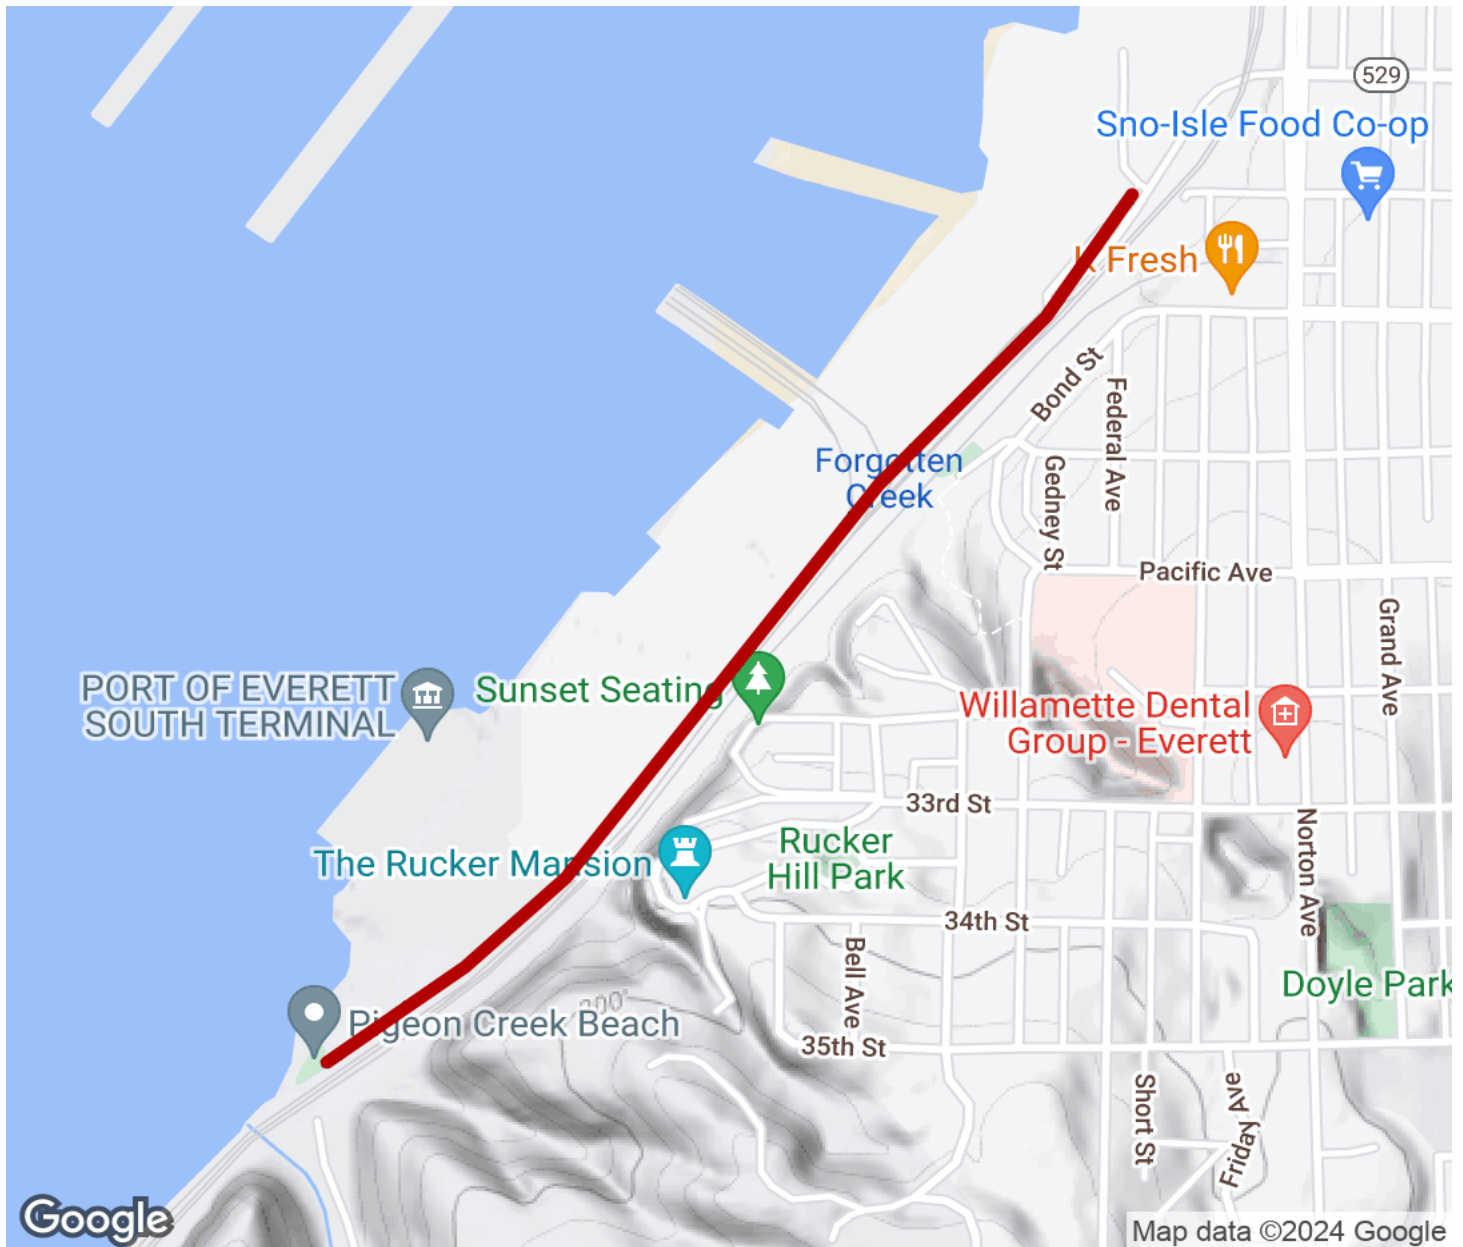 529
Sno-Isle Food Co-op
k Fresh
Bond St
Federal Ave
Forgotten
Creek
Gedney St
Pacific Ave
Grand Ave
PORT OF EVERETT
SOUTH TERMINAL
Sunset Seating
Willamette Dental
Group - Everett
33rd St
Norton Ave
The Rucker Mansion
Rucker
Hill Park
34th St
Bell Ave
Doyle Park
200'
Pigeon Creek Beach
35th St
Short St
Friday Ave
Google
Map data ©2024 Google